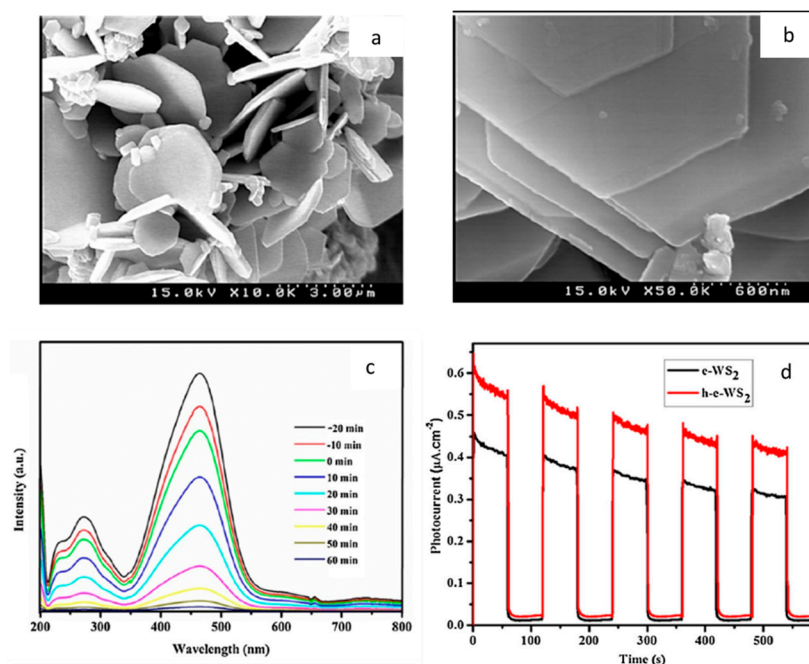 a
15.0kV X10.0K 3.00μm
b
15.0kV X50.0K 600nm
c
Intensity (a.u.)
-20 min
-10 min
0 min
10 min
20 min
30 min
40 min
50 min
60 min
200 300 400 500 600 700 800
Wavelength (nm)
d
Photocurrent (μA.cm-2)
0.6
0.5
0.4
0.3
0.2
0.1
0.0
e-WS2
h-e-WS2
0 100 200 300 400 500
Time (s)